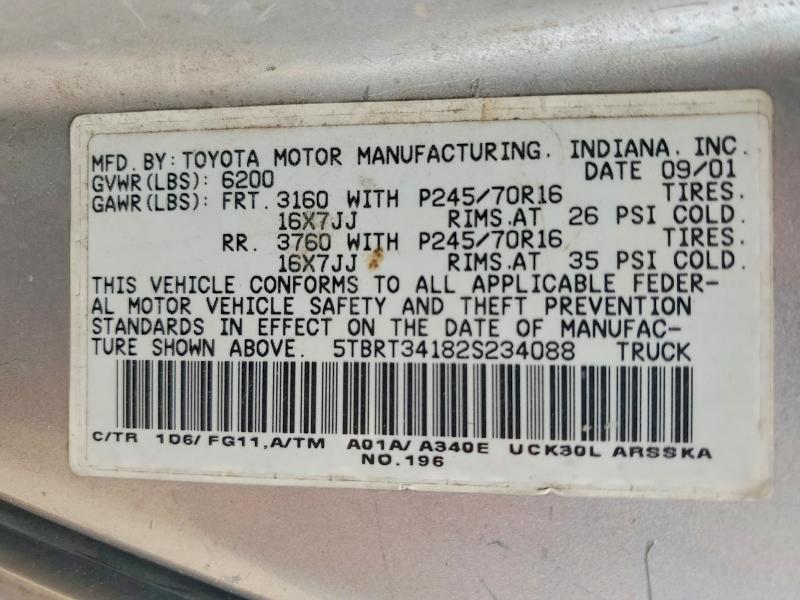 MFD. BY: TOYOTA MOTOR MANUFACTURING. INDIANA. INC.
GVWR(LBS): 6200 DATE 09/01
GAWR(LBS): FRT. 3160 WITH P245/70R16 TIRES.
16X7JJ RIMS.AT 26 PSI COLD.
RR. 3760 WITH P245/70R16 TIRES.
16X7JJ RIMS.AT 35 PSI COLD.
THIS VEHICLE CONFORMS TO ALL APPLICABLE FEDER-
AL MOTOR VEHICLE SAFETY AND THEFT PREVENTION
STANDARDS IN EFFECT ON THE DATE OF MANUFAC-
TURE SHOWN ABOVE. 5TBRT34182S234088 TRUCK
C/TR 1D6/ FG11,A/TM A01A/ A340E UCK30L ARSSKA
NO.196